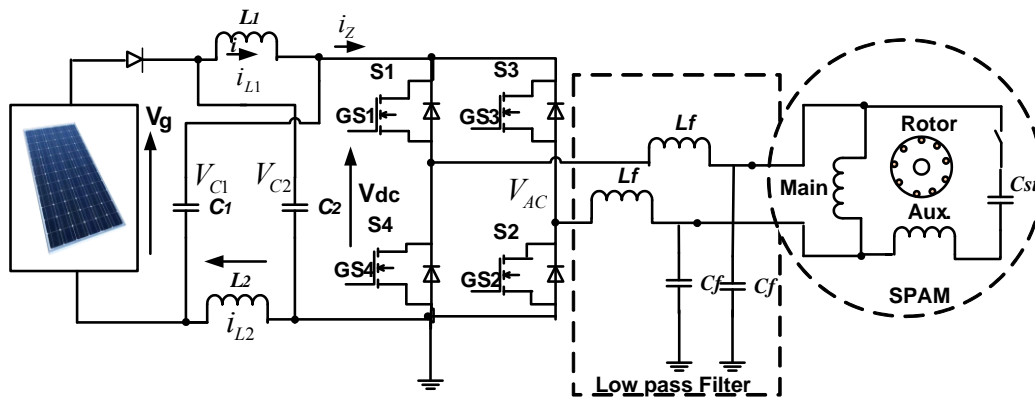 L1
i
iL1
iZ
S1
S3
GS1
GS3
Vg
VC1
C1
VC2
C2
Vdc
S4
S2
GS4
GS2
VAC
L2
iL2
Lf
Lf
Cf
Cf
Low pass Filter
Rotor
Main
Aux.
SPAM